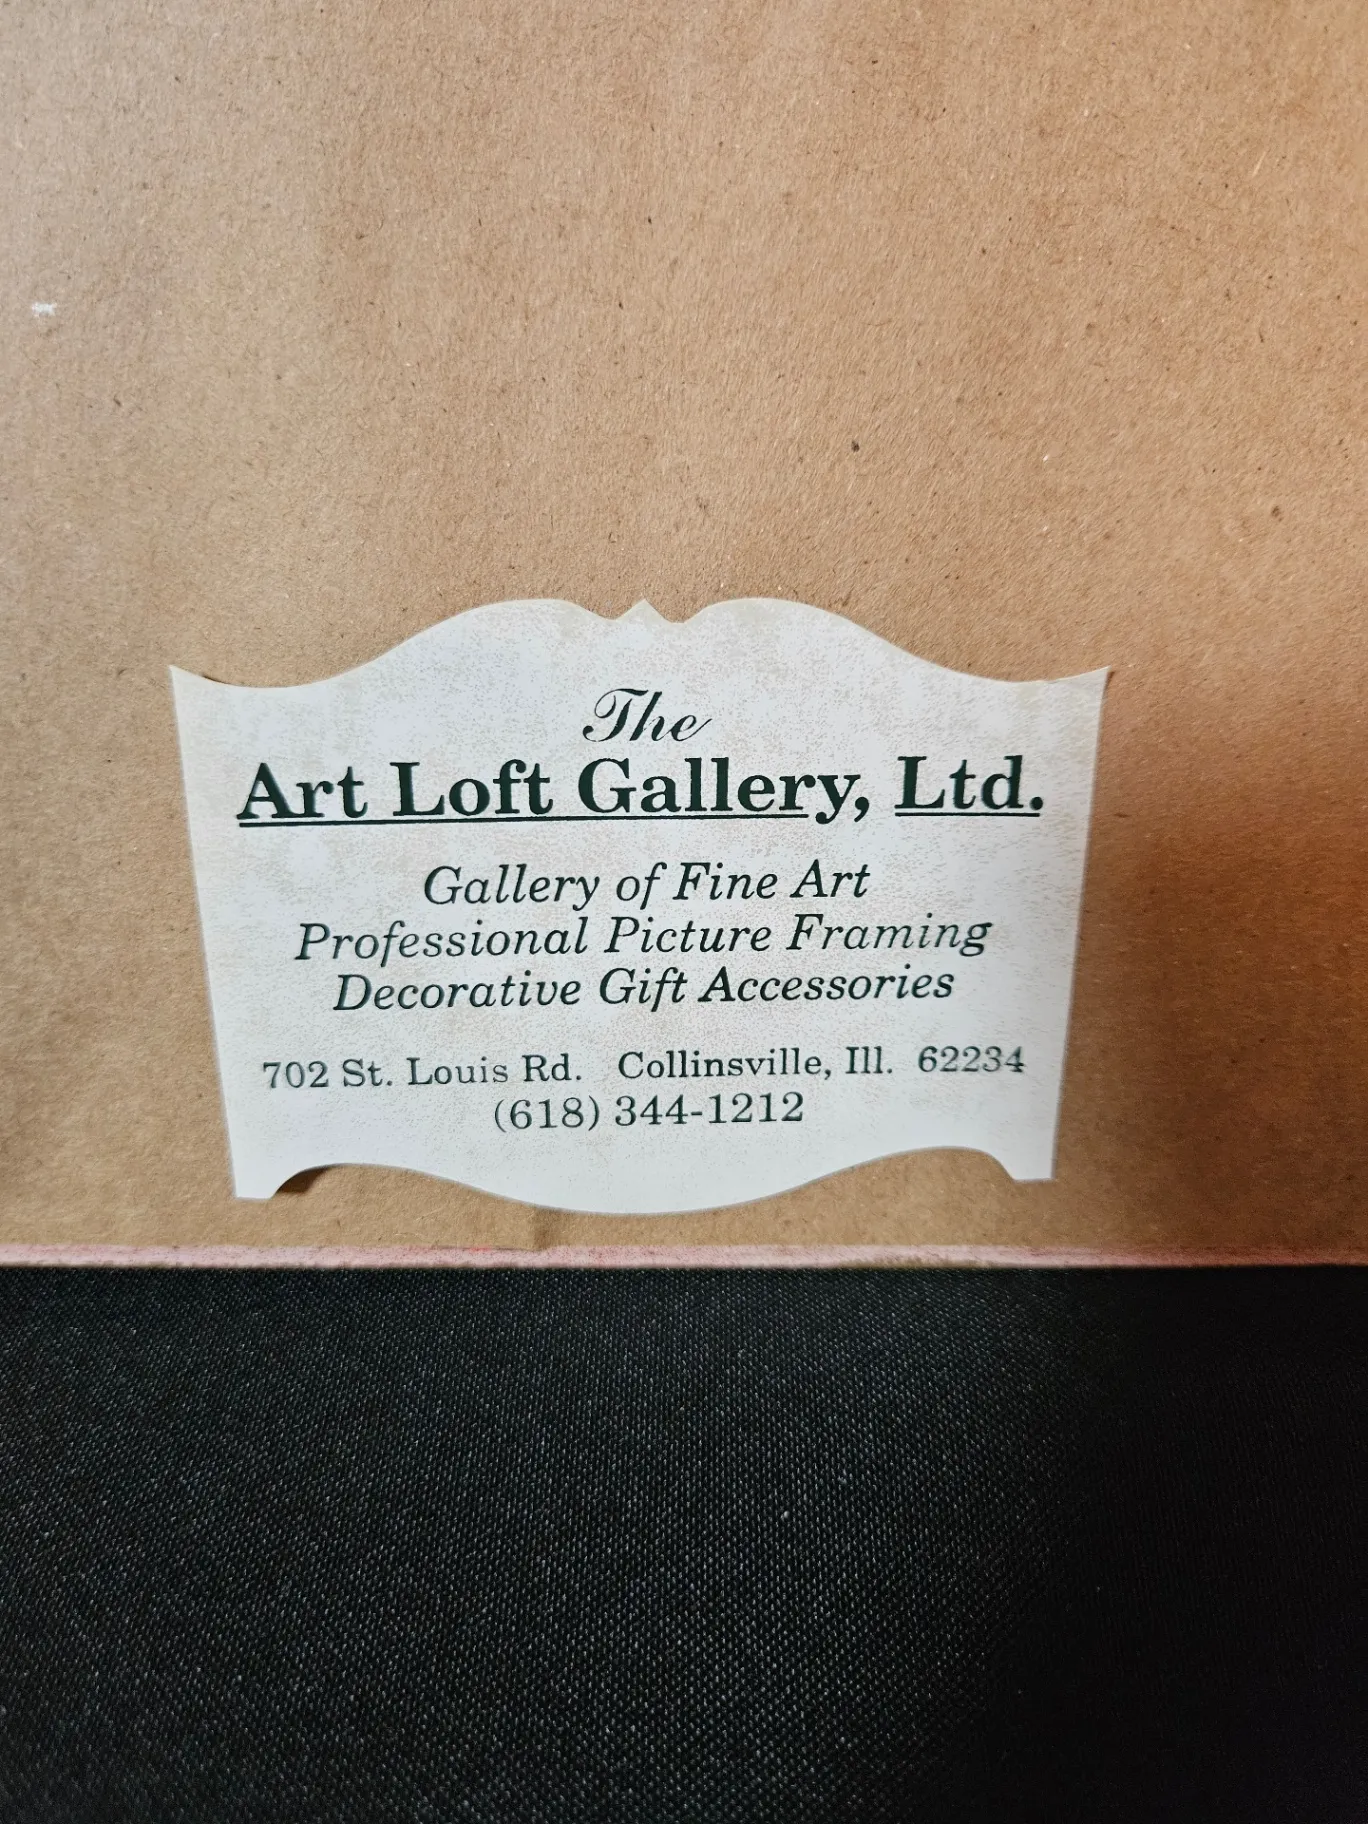 The
Art Loft Gallery, Ltd.
Gallery of Fine Art
Professional Picture Framing
Decorative Gift Accessories
702 St. Louis Rd. Collinsville, Ill. 62234
(618) 344-1212